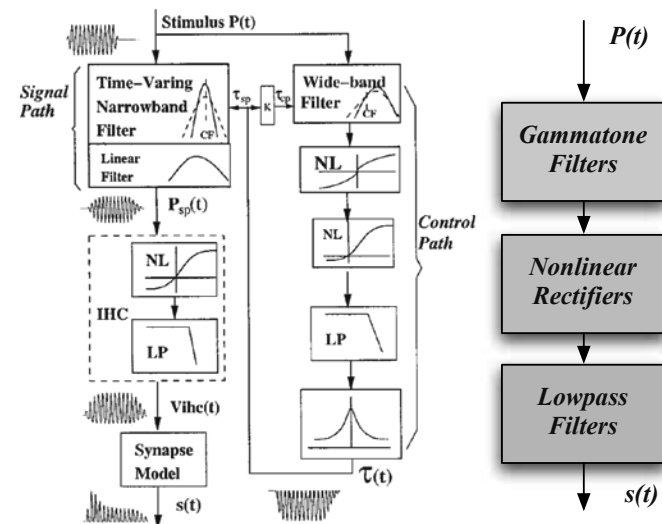 Stimulus P(t)
Signal
Path
Time-Varing
Narrowband
Filter
CF
Linear
Filter
τsp
K
τcp
Wide-band
Filter
CF
NL
NL
LP
Control
Path
τ(t)
Psp(t)
IHC
NL
LP
Vihc(t)
Synapse
Model
s(t)
P(t)
Gammatone
Filters
Nonlinear
Rectifiers
Lowpass
Filters
s(t)